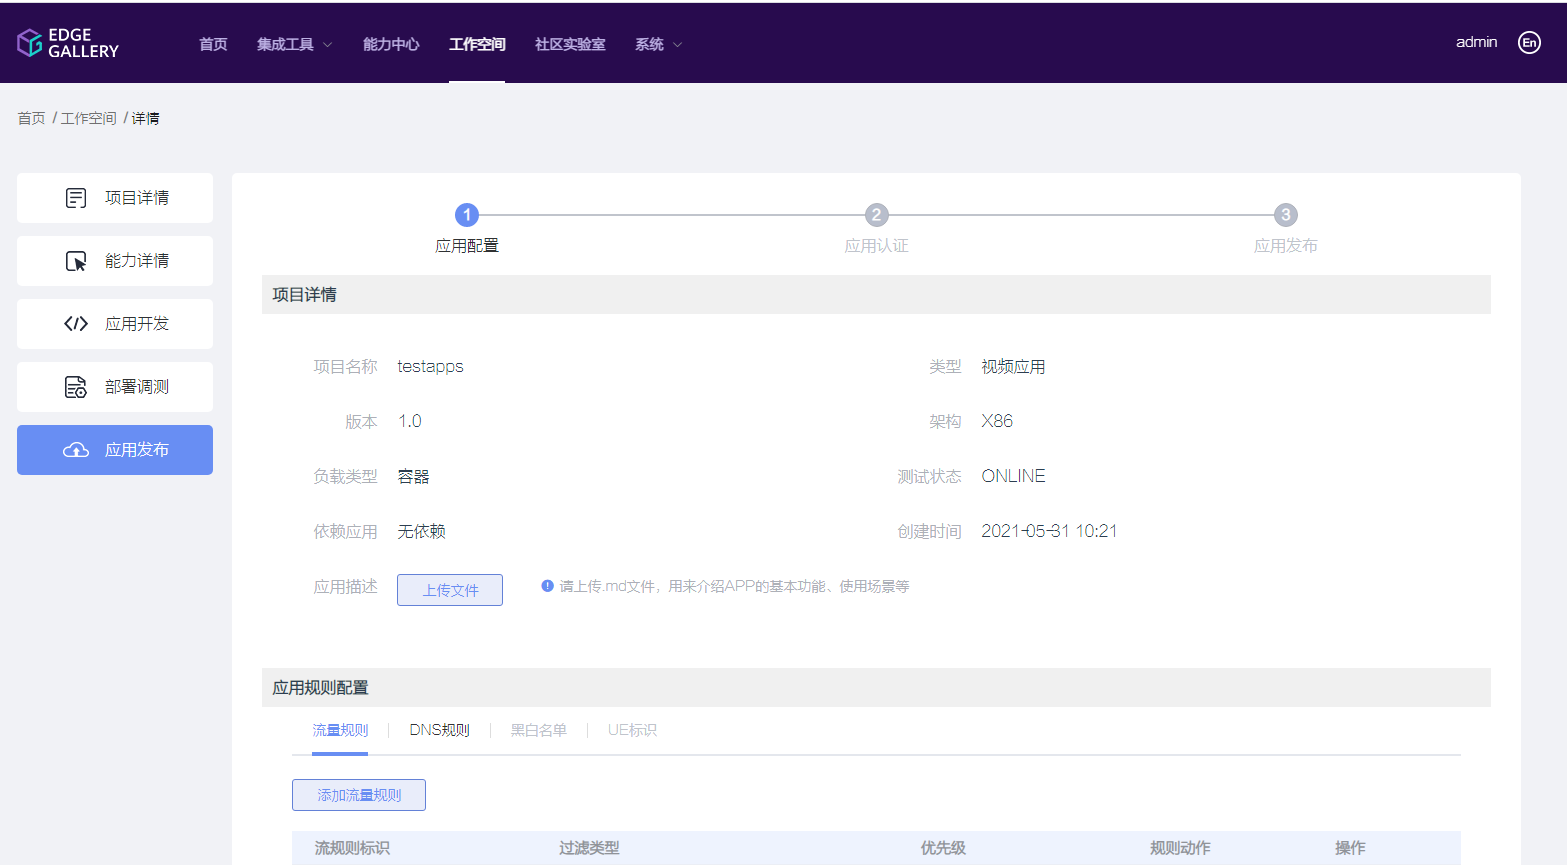 EDGE
GALLERY
首页 集成工具 能力中心 工作空间 社区实验室 系统 admin En
首页 / 工作空间 / 详情
项目详情
能力详情
应用开发
部署调测
应用发布
1 2 3
应用配置 应用认证 应用发布
项目详情
项目名称 testapps 类型 视频应用
版本 1.0 架构 X86
负载类型 容器 测试状态 ONLINE
依赖应用 无依赖 创建时间 2021-05-31 10:21
应用描述 上传文件 请上传.md文件，用来介绍APP的基本功能、使用场景等
应用规则配置
流量规则 DNS规则 黑白名单 UE标识
添加流量规则
流规则标识 过滤类型 优先级 规则动作 操作